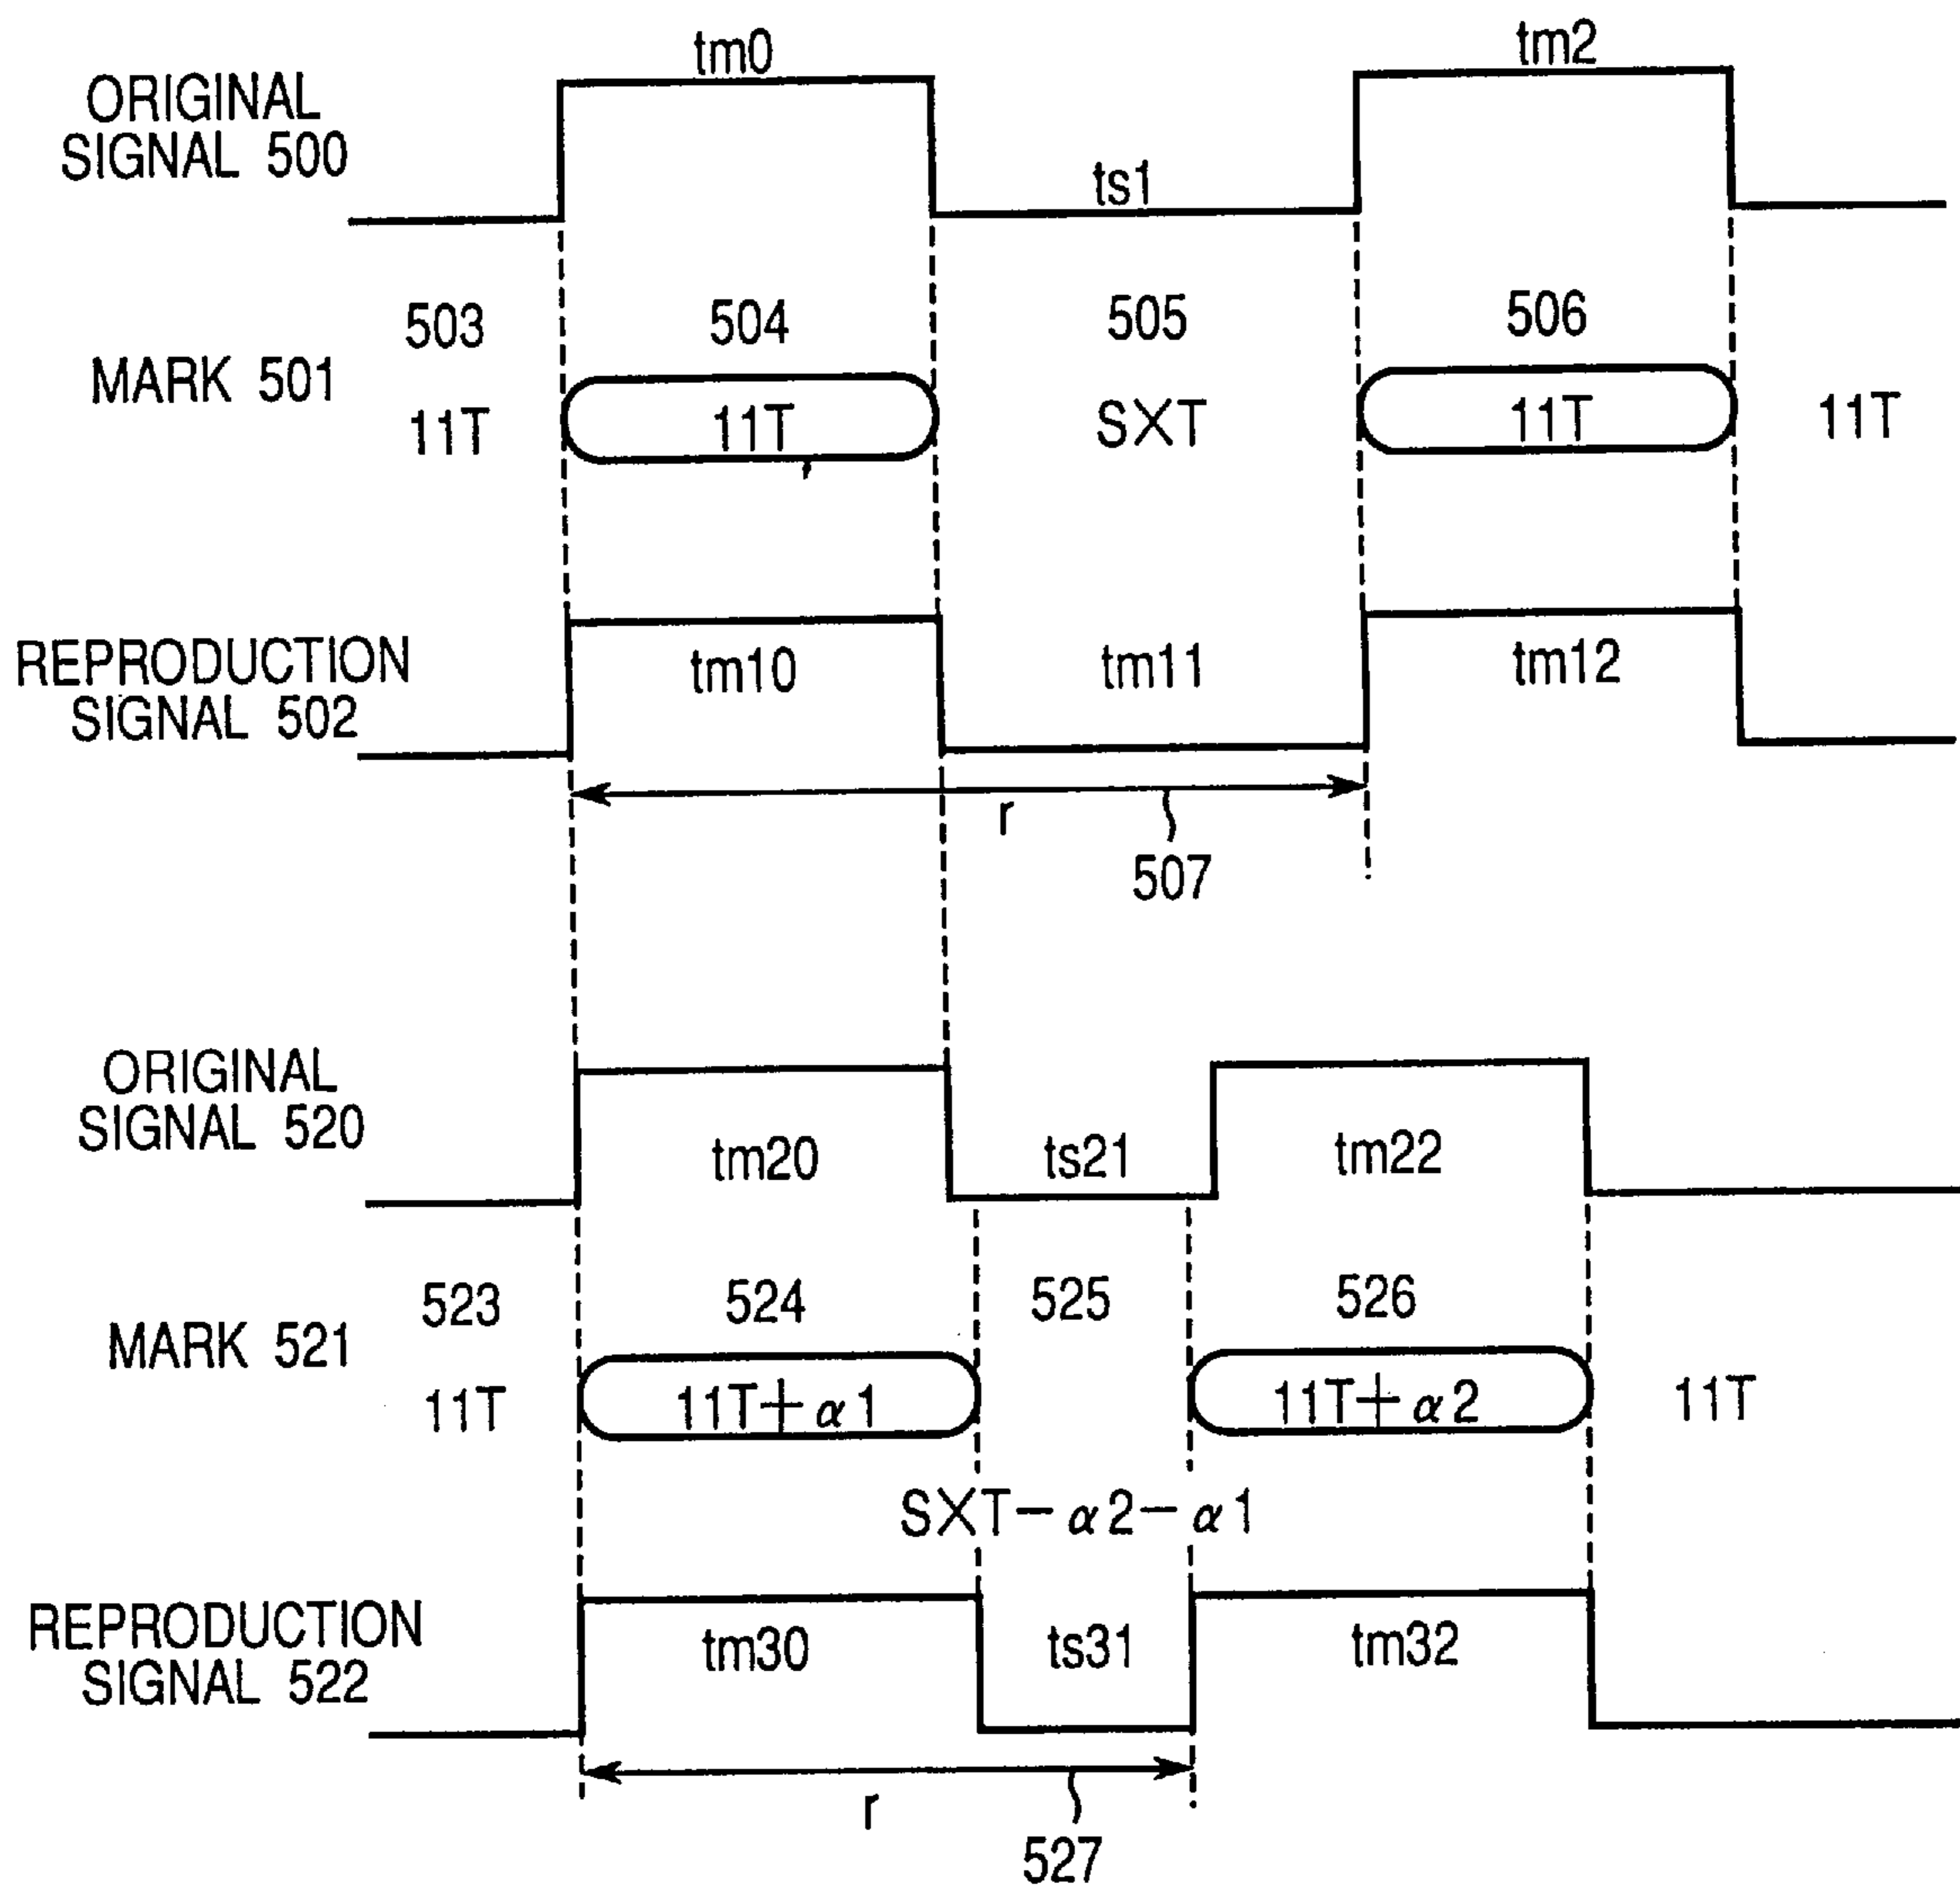 tm0
tm2
ORIGINAL
SIGNAL 500
ts1
503
504
505
506
MARK 501
11T
11T
SXT
11T
11T
REPRODUCTION
SIGNAL 502
tm10
tm11
tm12
r
507
ORIGINAL
SIGNAL 520
tm20
ts21
tm22
523
524
525
526
MARK 521
11T
11T+α1
11T+α2
11T
SXT-α2-α1
REPRODUCTION
SIGNAL 522
tm30
ts31
tm32
r
527